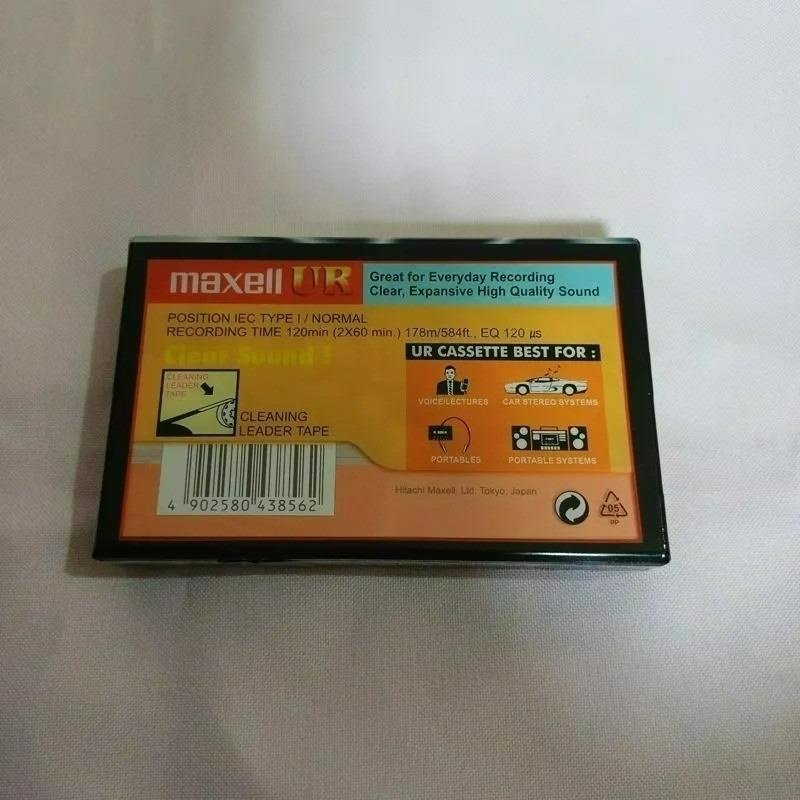 maxell UR
Great for Everyday Recording
Clear, Expansive High Quality Sound
POSITION IEC TYPE I / NORMAL
RECORDING TIME 120min (2X60 min.) 178m/584ft., EQ 120 µs
Clear Sound !
CLEANING
LEADER
TAPE
CLEANING
LEADER TAPE
UR CASSETTE BEST FOR :
VOICE/LECTURES
CAR STEREO SYSTEMS
PORTABLES
PORTABLE SYSTEMS
4 902580 438562
Hitachi Maxell, Ltd. Tokyo, Japan
05
PP